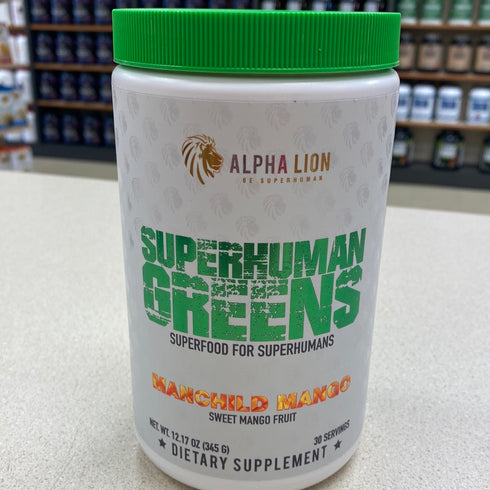 ALPHA LION
BE SUPERHUMAN
SUPERHUMAN
GREENS
SUPERFOOD FOR SUPERHUMANS
MANCHILD MANGO
SWEET MANGO FRUIT
NET. WT. 12.17 OZ (345 G)
30 SERVINGS
★ DIETARY SUPPLEMENT ★